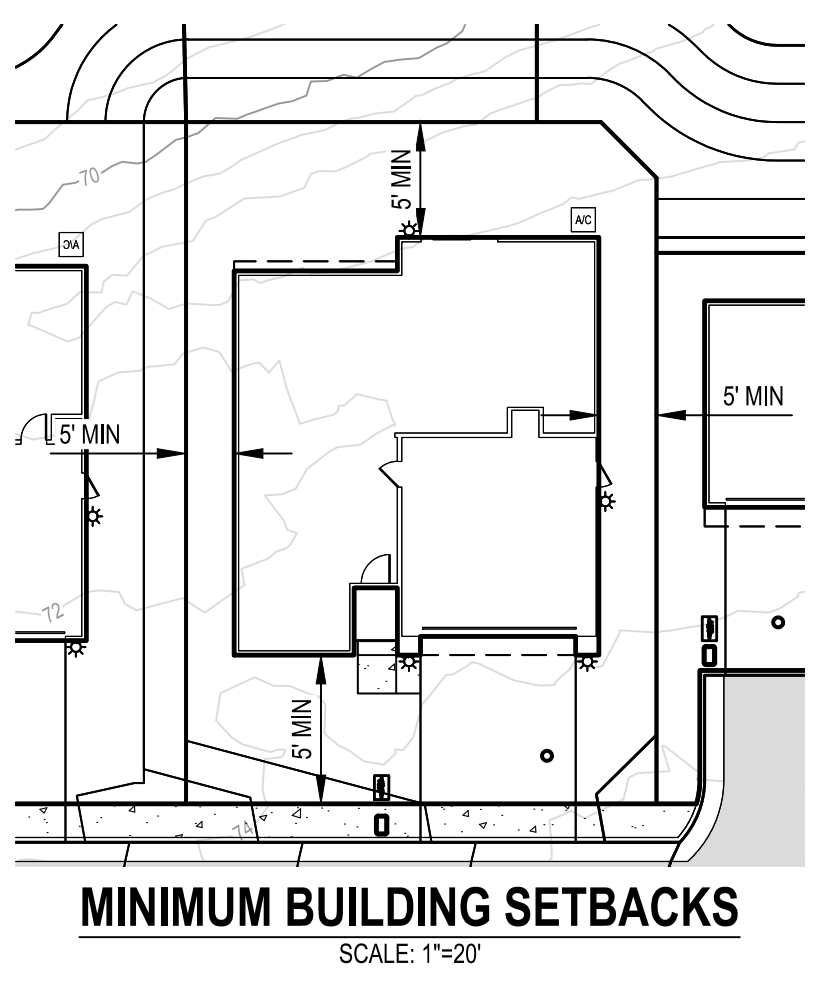 70
5' MIN
A/C
A/C
5' MIN
5' MIN
72
5' MIN
74
MINIMUM BUILDING SETBACKS
SCALE: 1"=20'